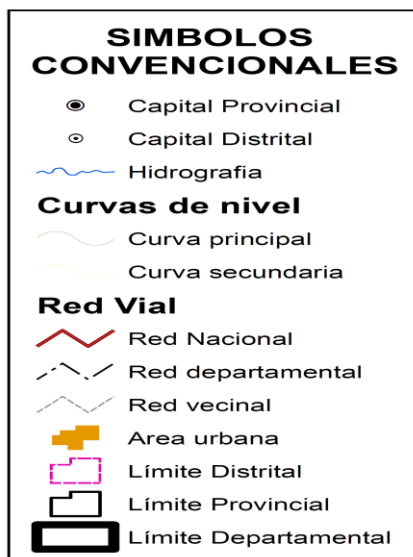 SIMBOLOS
CONVENCIONALES
Capital Provincial
Capital Distrital
Hidrografia
Curvas de nivel
Curva principal
Curva secundaria
Red Vial
Red Nacional
Red departamental
Red vecinal
Area urbana
Límite Distrital
Límite Provincial
Límite Departamental